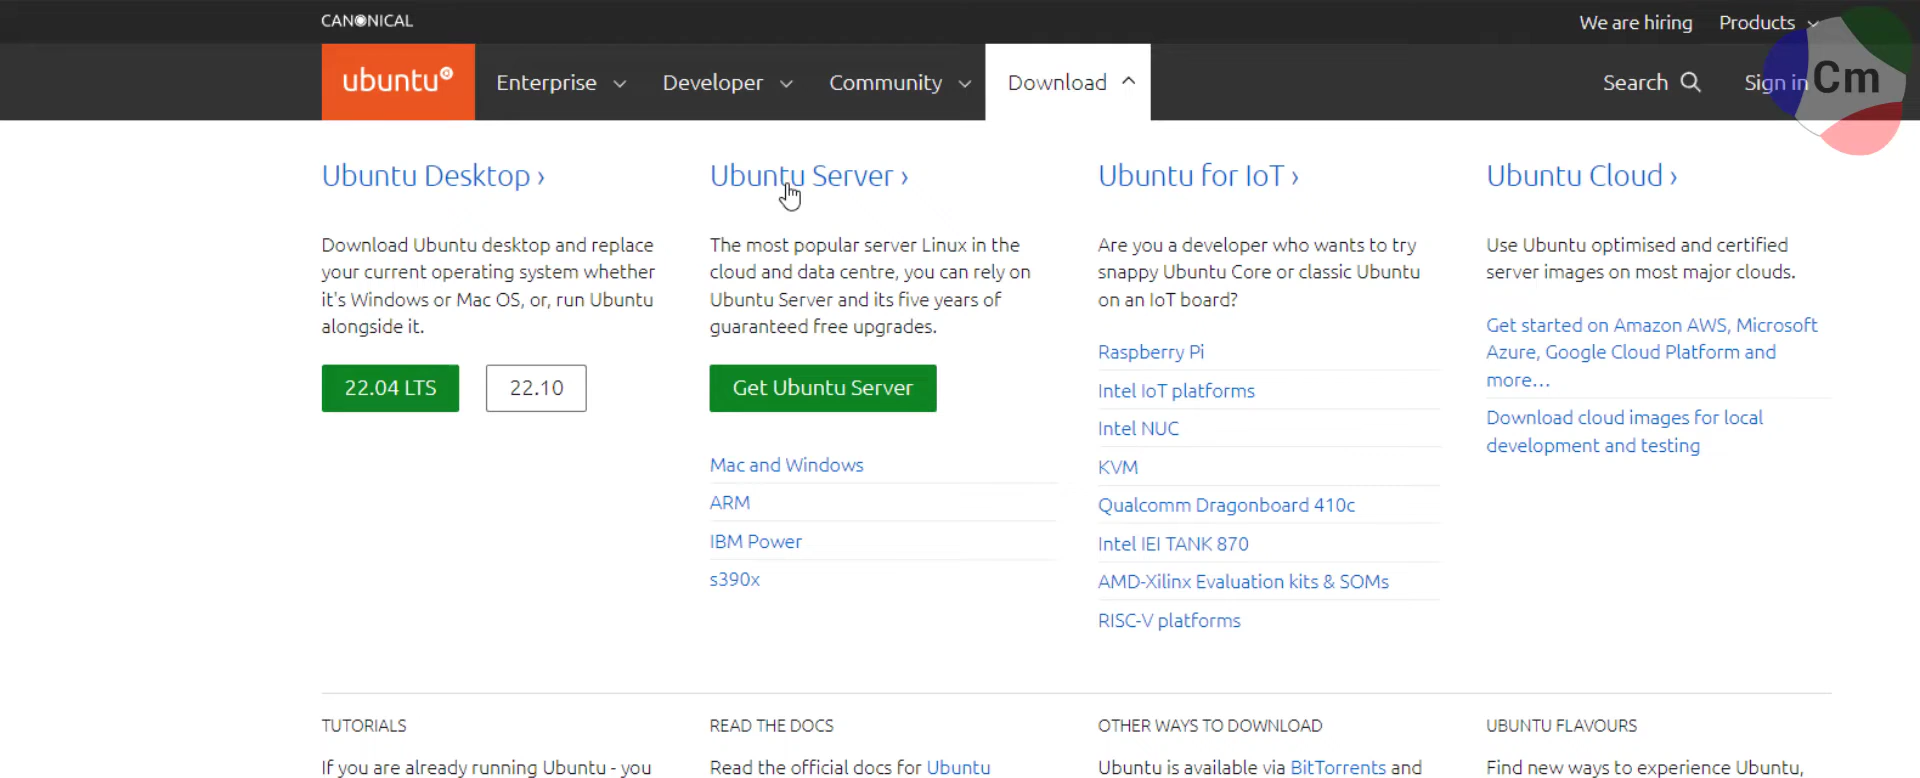 CANONICAL
We are hiring
Products
ubuntu
Enterprise
Developer
Community
Download
Search
Sign in
Cm
Ubuntu Desktop ›
Download Ubuntu desktop and replace
your current operating system whether
it's Windows or Mac OS, or, run Ubuntu
alongside it.
22.04 LTS
22.10
Ubuntu Server ›
The most popular server Linux in the
cloud and data centre, you can rely on
Ubuntu Server and its five years of
guaranteed free upgrades.
Get Ubuntu Server
Mac and Windows
ARM
IBM Power
s390x
Ubuntu for IoT ›
Are you a developer who wants to try
snappy Ubuntu Core or classic Ubuntu
on an IoT board?
Raspberry Pi
Intel IoT platforms
Intel NUC
KVM
Qualcomm Dragonboard 410c
Intel IEI TANK 870
AMD-Xilinx Evaluation kits & SOMs
RISC-V platforms
Ubuntu Cloud ›
Use Ubuntu optimised and certified
server images on most major clouds.
Get started on Amazon AWS, Microsoft
Azure, Google Cloud Platform and
more…
Download cloud images for local
development and testing
TUTORIALS
If you are already running Ubuntu - you
READ THE DOCS
Read the official docs for Ubuntu
OTHER WAYS TO DOWNLOAD
Ubuntu is available via BitTorrents and
UBUNTU FLAVOURS
Find new ways to experience Ubuntu,